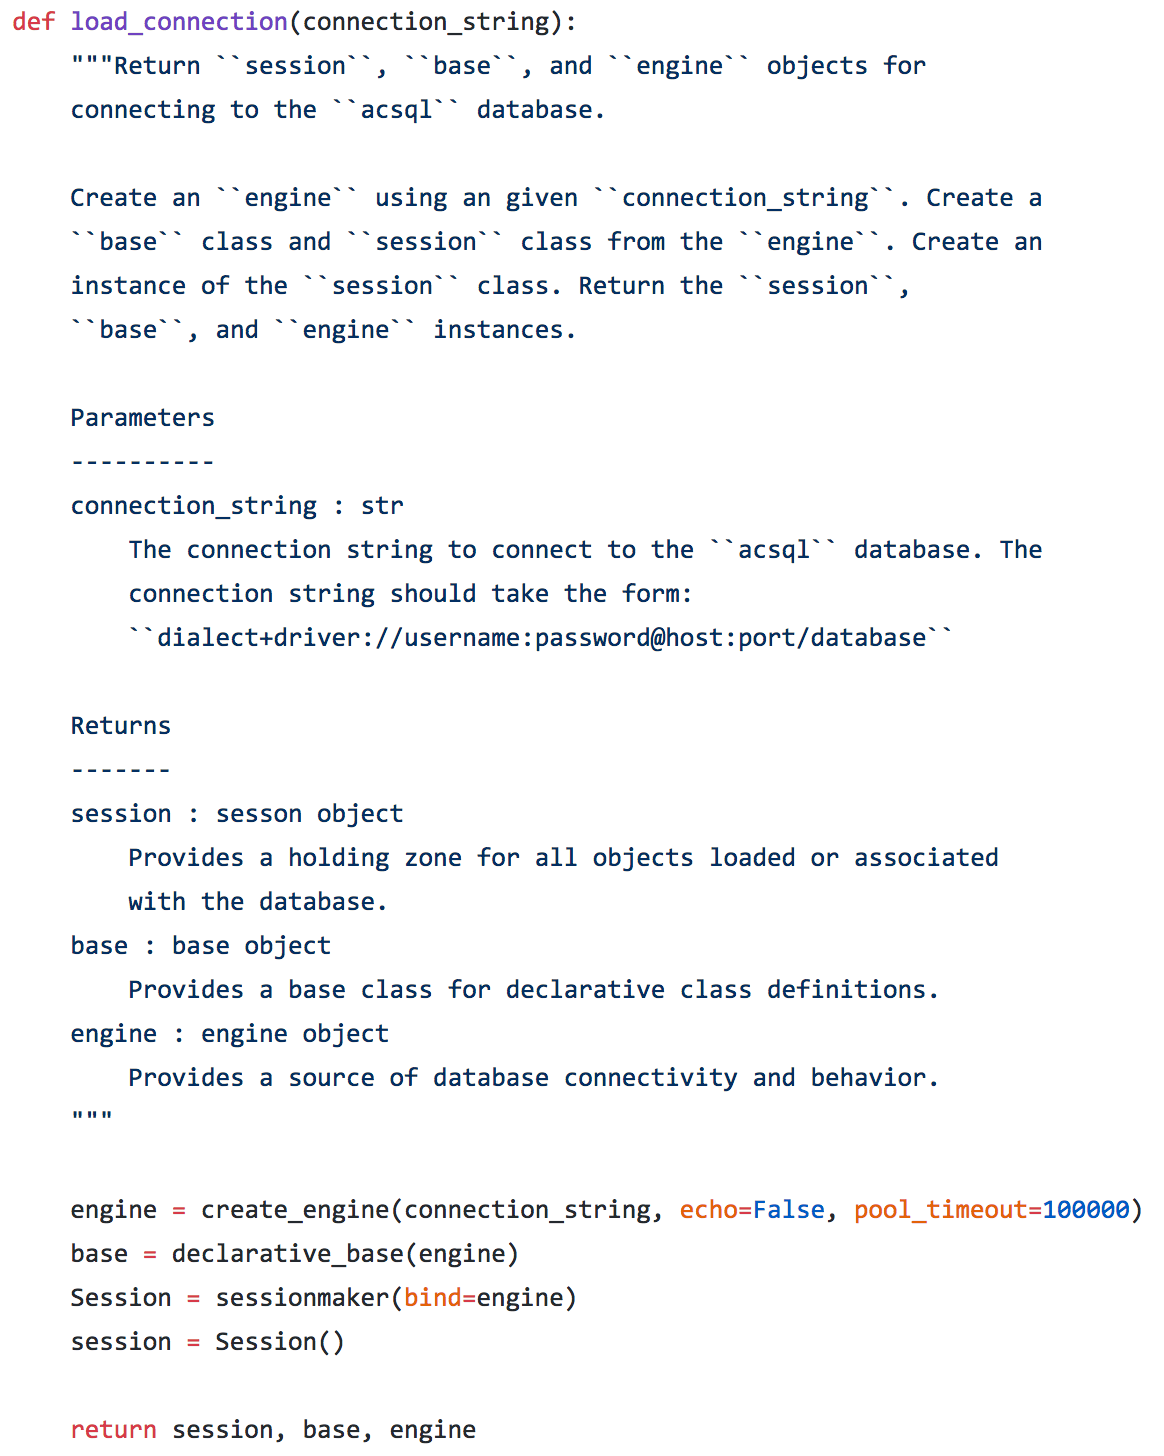 def load_connection(connection_string):
    """Return ``session``, ``base``, and ``engine`` objects for
    connecting to the ``acsql`` database.

    Create an ``engine`` using an given ``connection_string``. Create a
    ``base`` class and ``session`` class from the ``engine``. Create an
    instance of the ``session`` class. Return the ``session``,
    ``base``, and ``engine`` instances.

    Parameters
    ----------
    connection_string : str
        The connection string to connect to the ``acsql`` database. The
        connection string should take the form:
        ``dialect+driver://username:password@host:port/database``

    Returns
    -------
    session : sesson object
        Provides a holding zone for all objects loaded or associated
        with the database.
    base : base object
        Provides a base class for declarative class definitions.
    engine : engine object
        Provides a source of database connectivity and behavior.
    """

    engine = create_engine(connection_string, echo=False, pool_timeout=100000)
    base = declarative_base(engine)
    Session = sessionmaker(bind=engine)
    session = Session()

    return session, base, engine